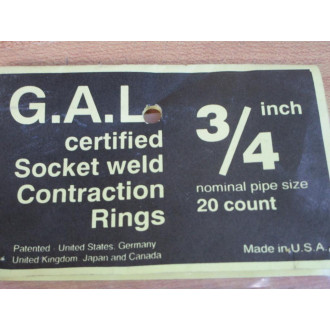 G.A.L
certified
Socket weld
Contraction
Rings
3/4 inch
nominal pipe size
20 count
Patented · United States, Germany
* United Kingdom, Japan and Canada
Made in U.S.A.